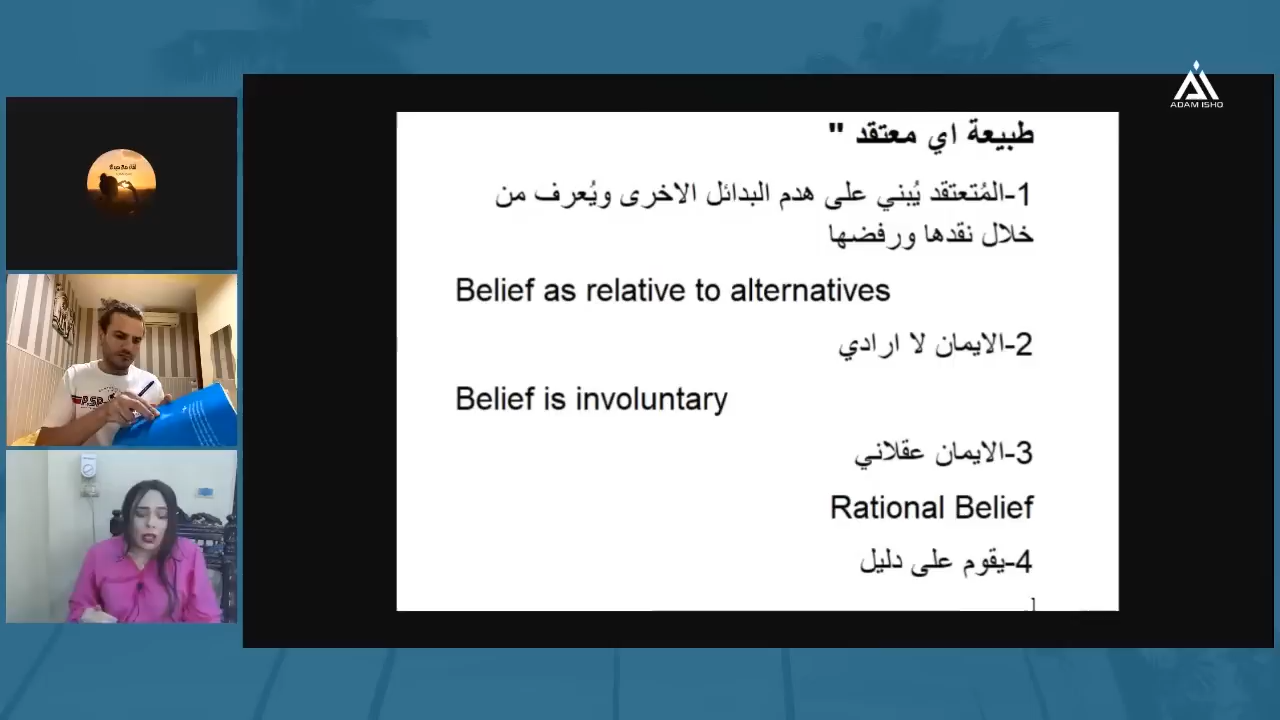 ADAM ISHO
طبيعة اي معتقد "
1-المُتعتقد يُبني على هدم البدائل الاخرى ويُعرف من
خلال نقدها ورفضها
Belief as relative to alternatives
2-الايمان لا ارادي
Belief is involuntary
3-الايمان عقلاني
Rational Belief
4-يقوم على دليل
P.S.P.